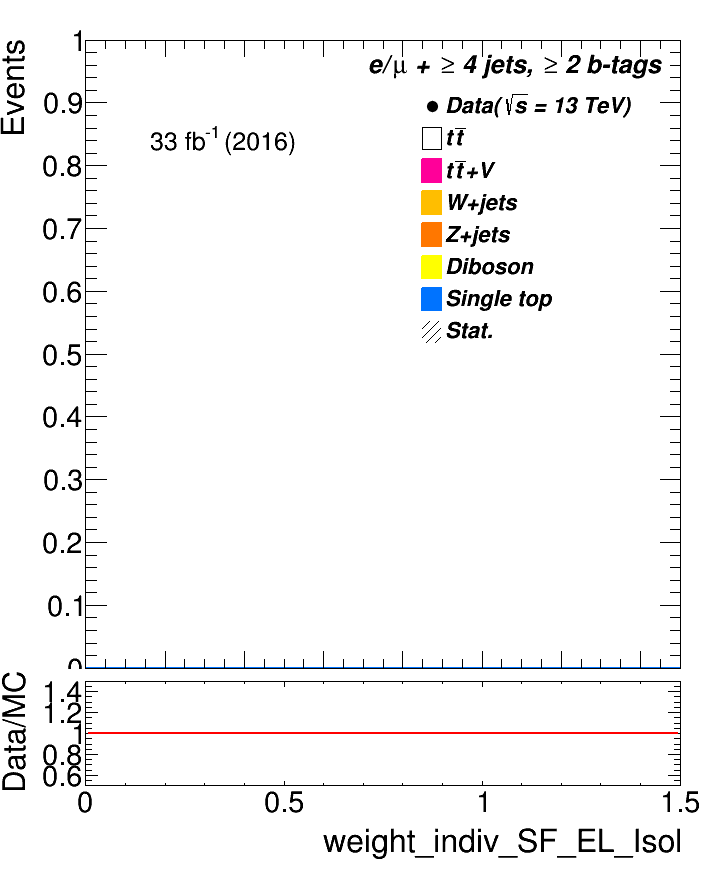 Events
1
0.9
0.8
0.7
0.6
0.5
0.4
0.3
0.2
0.1
0
e/μ + ≥ 4 jets, ≥ 2 b-tags
33 fb⁻¹ (2016)
Data(√s = 13 TeV)
tt̅
tt̅+V
W+jets
Z+jets
Diboson
Single top
Stat.
Data/MC
1.4
1.2
1
0.8
0.6
0 0.5 1 1.5
weight_indiv_SF_EL_Isol